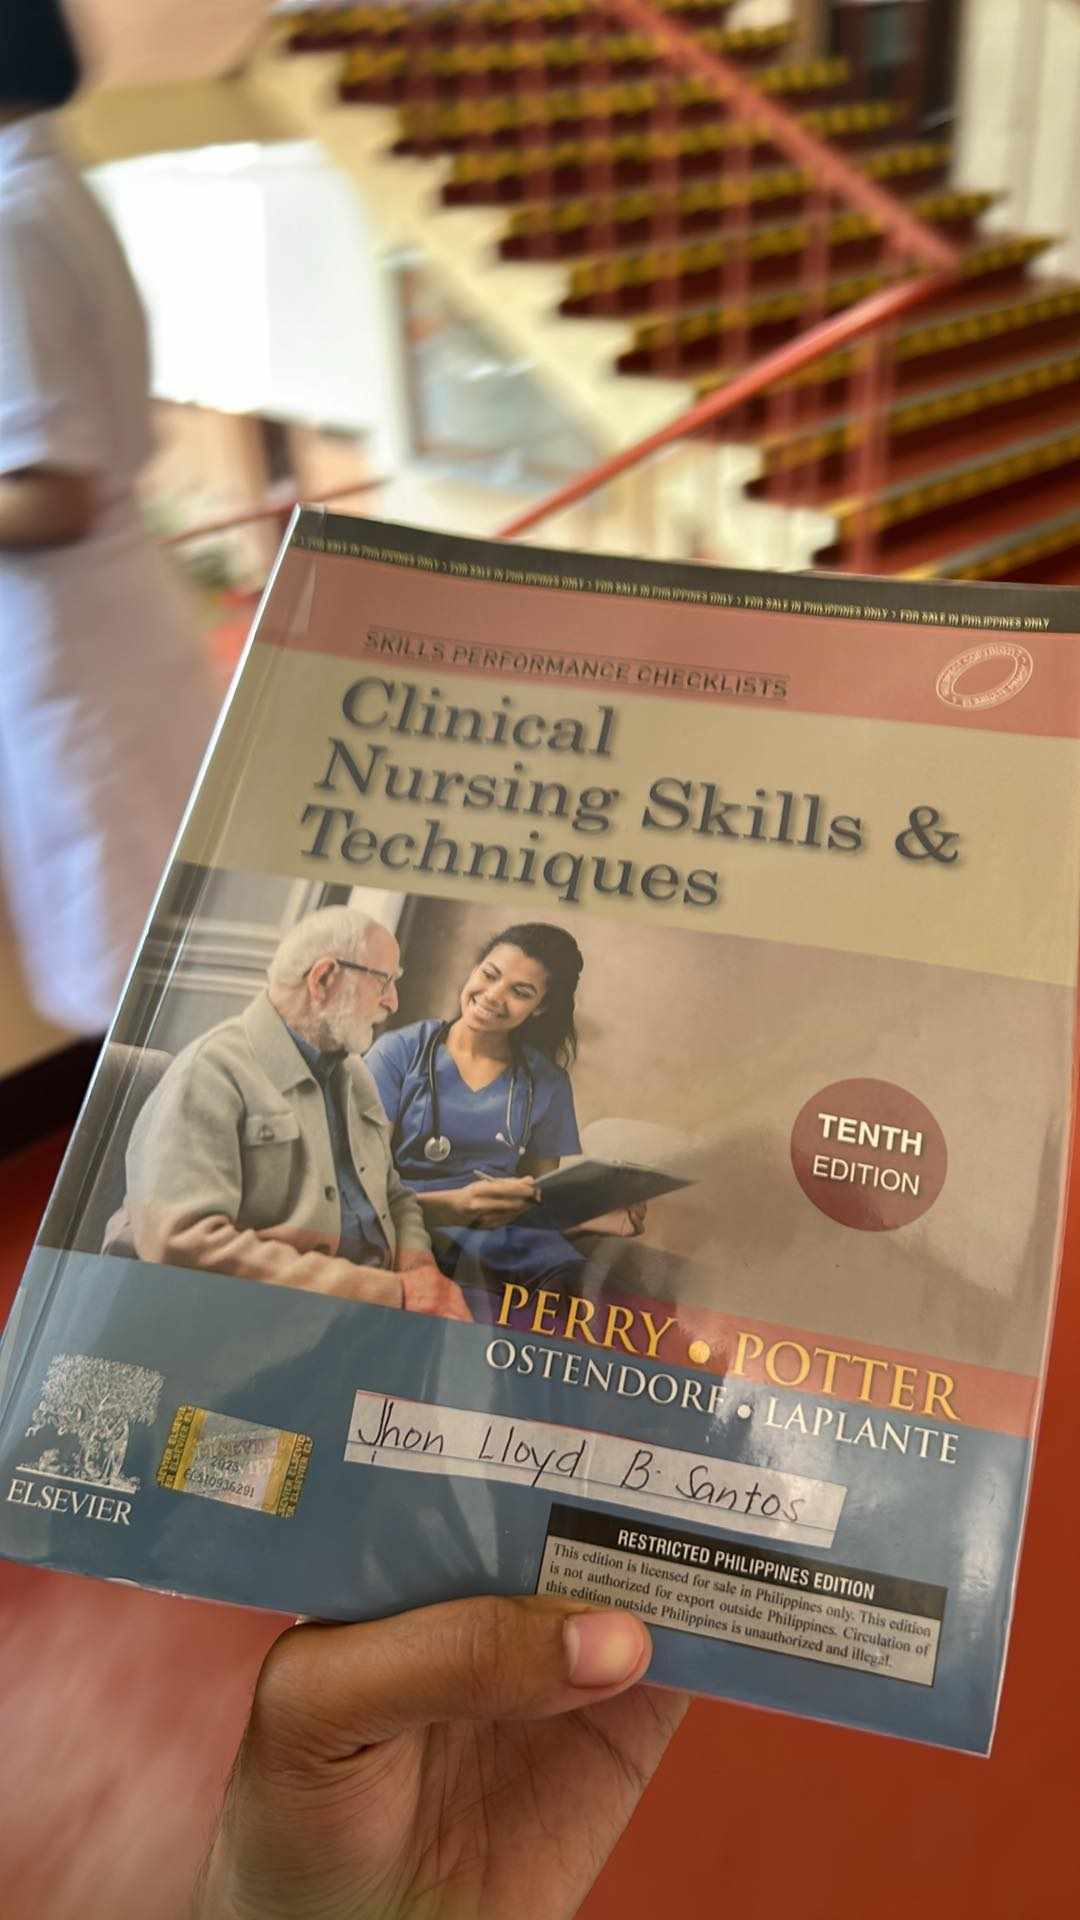 FOR SALE IN PHILIPPINES ONLY > FOR SALE IN PHILIPPINES ONLY > FOR SALE IN PHILIPPINES ONLY > FOR SALE IN PHILIPPINES ONLY > FOR SALE IN PHILIPPINES ONLY
SKILLS PERFORMANCE CHECKLISTS
Clinical
Nursing Skills &
Techniques
TENTH
EDITION
PERRY • POTTER
OSTENDORF • LAPLANTE
ELSEVIER
2023
ELS10936291
Jhon Lloyd B. Santos
RESTRICTED PHILIPPINES EDITION
This edition is licensed for sale in Philippines only. This edition
is not authorized for export outside Philippines. Circulation of
this edition outside Philippines is unauthorized and illegal.